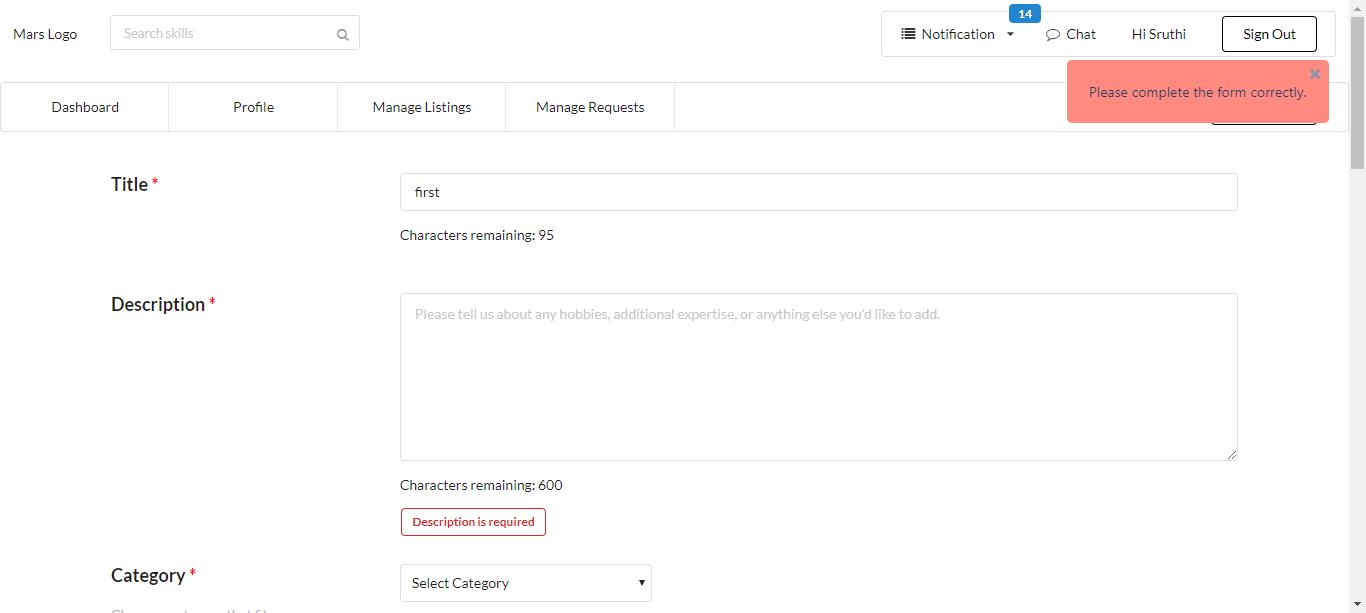 Mars Logo
Search skills
14
Notification
Chat
Hi Sruthi
Sign Out
Please complete the form correctly.
Dashboard
Profile
Manage Listings
Manage Requests
Title *
first
Characters remaining: 95
Description *
Please tell us about any hobbies, additional expertise, or anything else you'd like to add.
Characters remaining: 600
Description is required
Category *
Select Category